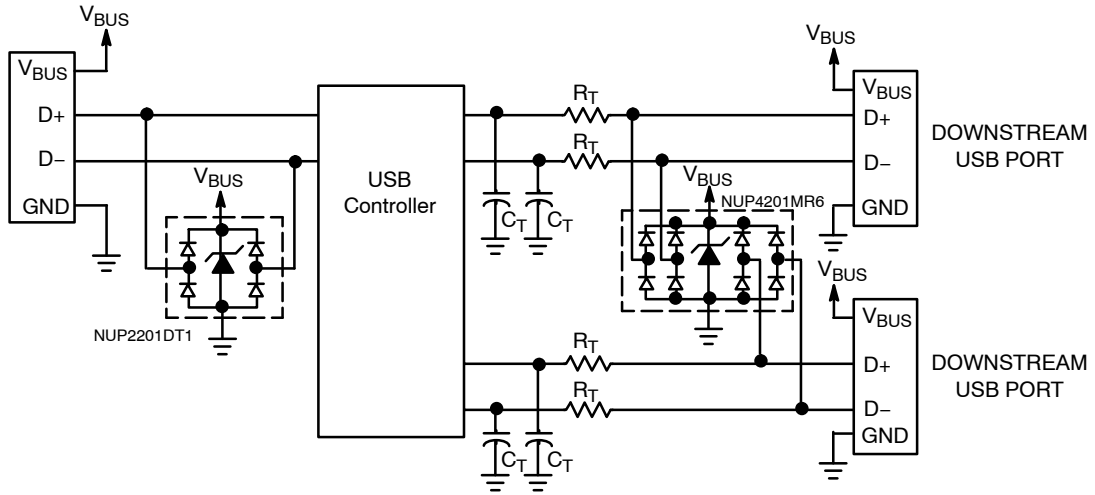 VBUS
VBUS
D+
D−
GND
VBUS
NUP2201DT1
USB
Controller
RT
RT
CT
CT
VBUS
NUP4201MR6
VBUS
VBUS
D+
D−
GND
DOWNSTREAM
USB PORT
RT
RT
CT
CT
VBUS
VBUS
D+
D−
GND
DOWNSTREAM
USB PORT